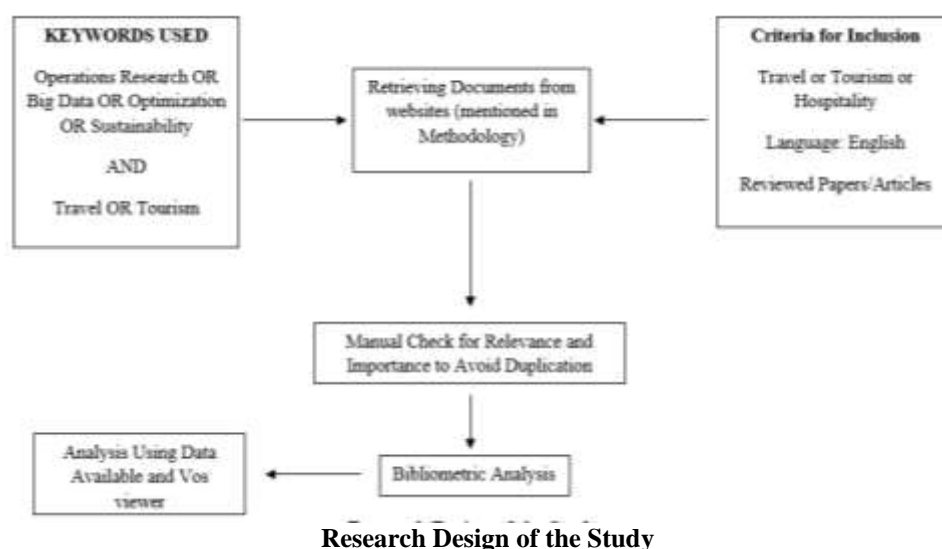 KEYWORDS USED
Operations Research OR
Big Data OR Optimization
OR Sustainability
AND
Travel OR Tourism
Retrieving Documents from
websites (mentioned in
Methodology)
Criteria for Inclusion
Travel or Tourism or
Hospitality
Language: English
Reviewed Papers/Articles
Manual Check for Relevance and
Importance to Avoid Duplication
Bibliometric Analysis
Analysis Using Data
Available and Vos
viewer
Research Design of the Study